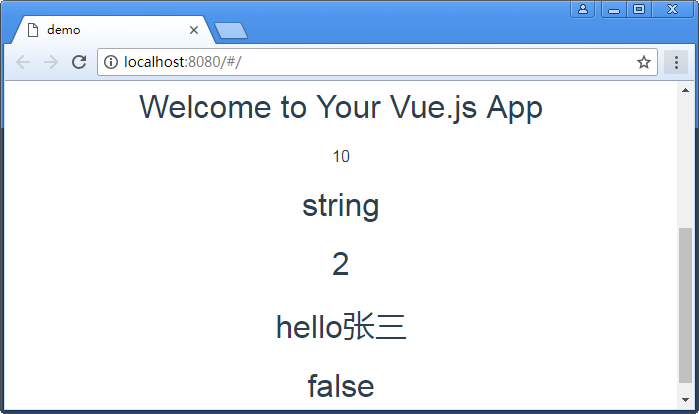 demo
localhost:8080/#/
Welcome to Your Vue.js App
10
string
2
hello张三
false